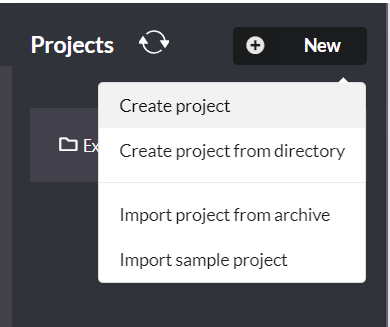 Projects
New
Create project
Create project from directory
Import project from archive
Import sample project